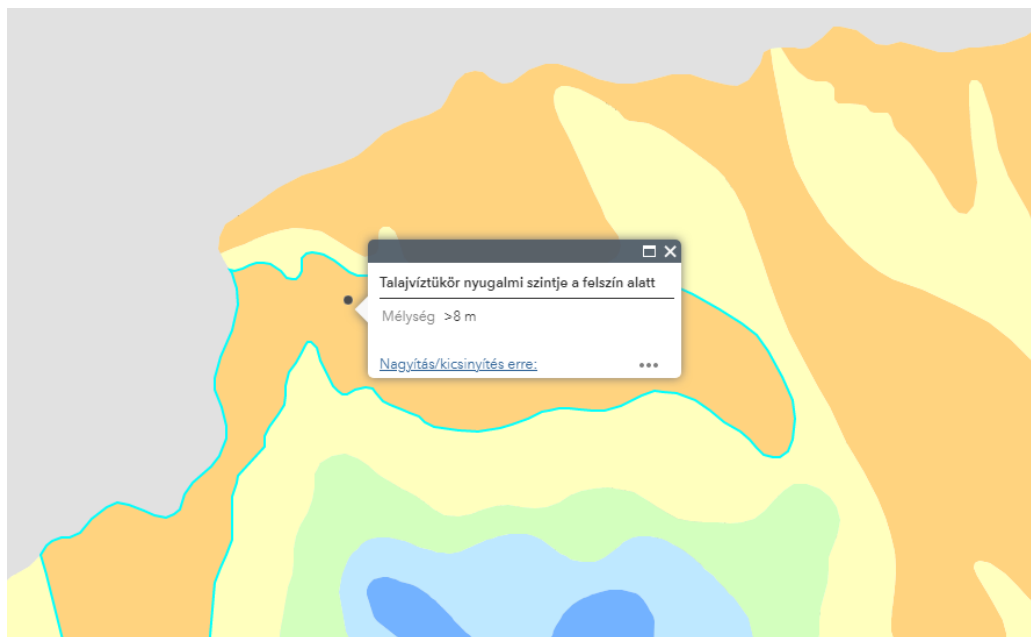 Talajvíztükör nyugalmi szintje a felszín alatt
Mélység >8 m
Nagyítás/kicsinyítés erre: